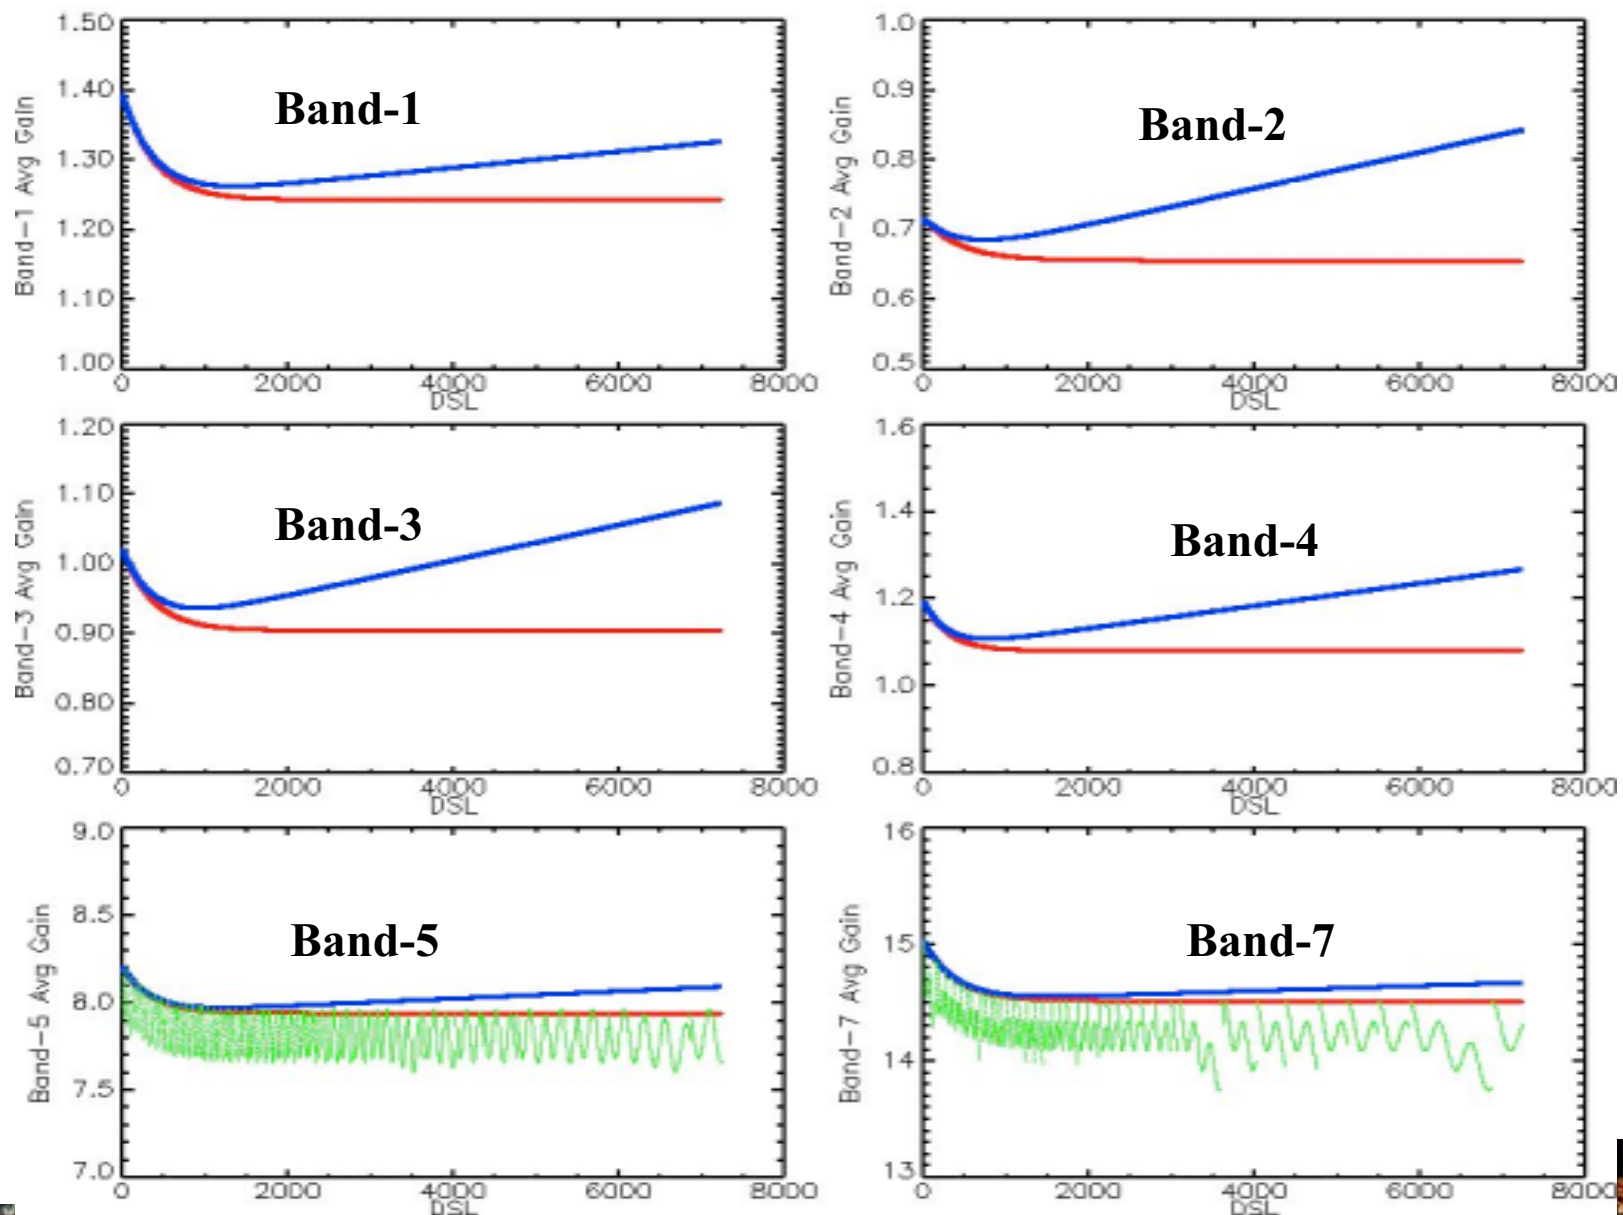 1.50
1.40
1.30
1.20
1.10
1.00
Band-1 Avg Gain
Band-1
0 2000 4000 6000 8000
DSL
1.0
0.9
0.8
0.7
0.6
0.5
Band-2 Avg Gain
Band-2
0 2000 4000 6000 8000
DSL
1.20
1.10
1.00
0.90
0.80
0.70
Band-3 Avg Gain
Band-3
0 2000 4000 6000 8000
DSL
1.6
1.4
1.2
1.0
0.8
Band-4 Avg Gain
Band-4
0 2000 4000 6000 8000
DSL
9.0
8.5
8.0
7.5
7.0
Band-5 Avg Gain
Band-5
0 2000 4000 6000 8000
DSL
16
15
14
13
Band-7 Avg Gain
Band-7
0 2000 4000 6000 8000
DSL